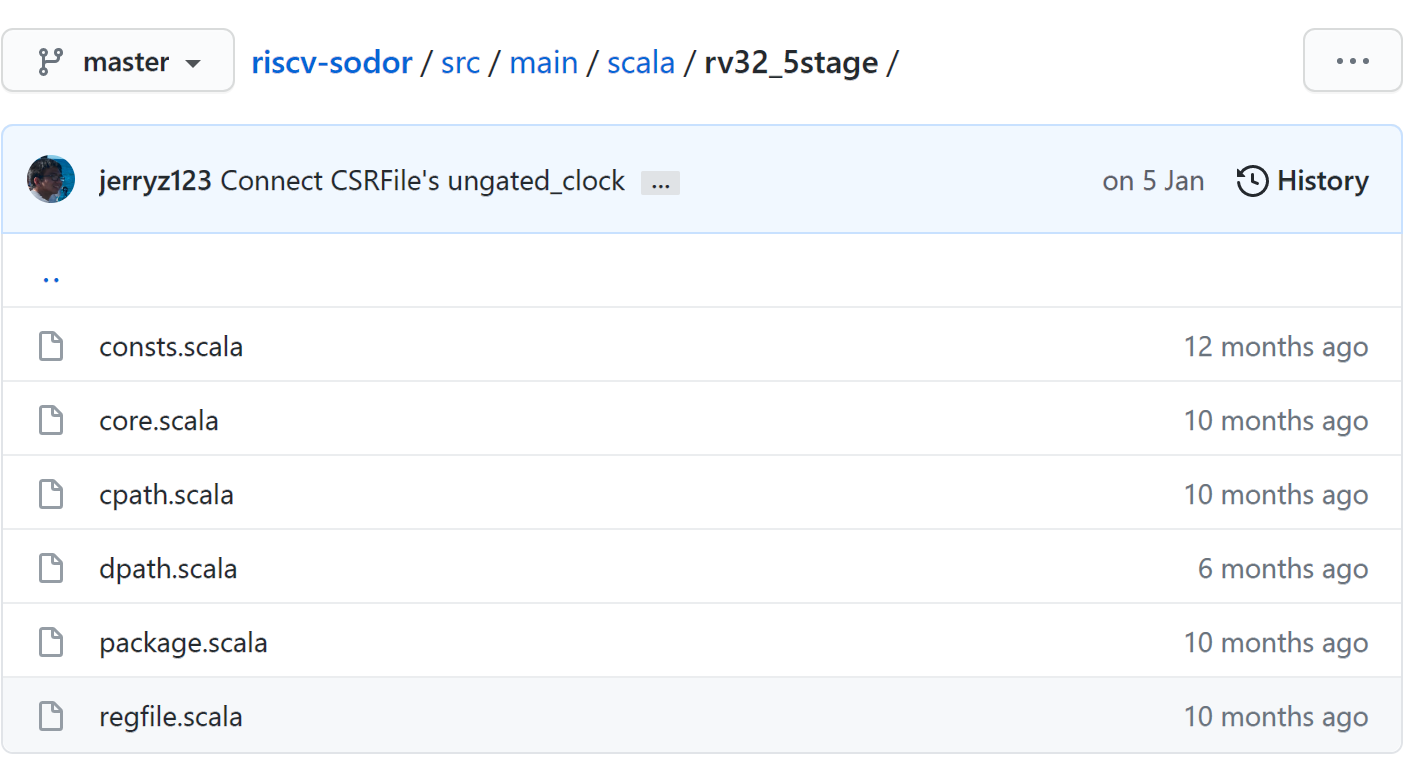 master riscv-sodor / src / main / scala / rv32_5stage / ...
jerryz123 Connect CSRFile's ungated_clock ... on 5 Jan History
..
consts.scala 12 months ago
core.scala 10 months ago
cpath.scala 10 months ago
dpath.scala 6 months ago
package.scala 10 months ago
regfile.scala 10 months ago